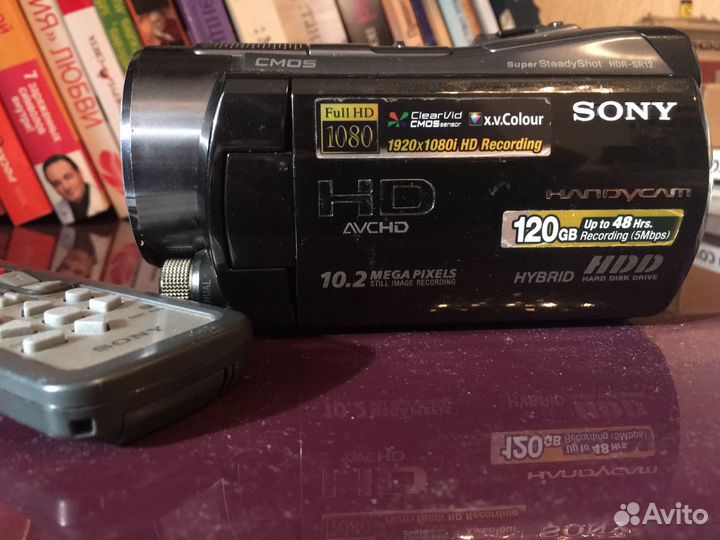 CMOS
super SteadyShot HDR-SR12
Full HD
1080
ClearVid
CMOS sensor
x.v.Colour
1920x1080i HD Recording
SONY
HD
AVCHD
HANDYCAM
120GB Up to 48 Hrs.
Recording (5Mbps)
10.2 MEGA PIXELS
STILL IMAGE RECORDING
HYBRID HDD
HARD DISK DRIVE
SONY
ЛЮБВИ
7
Avito